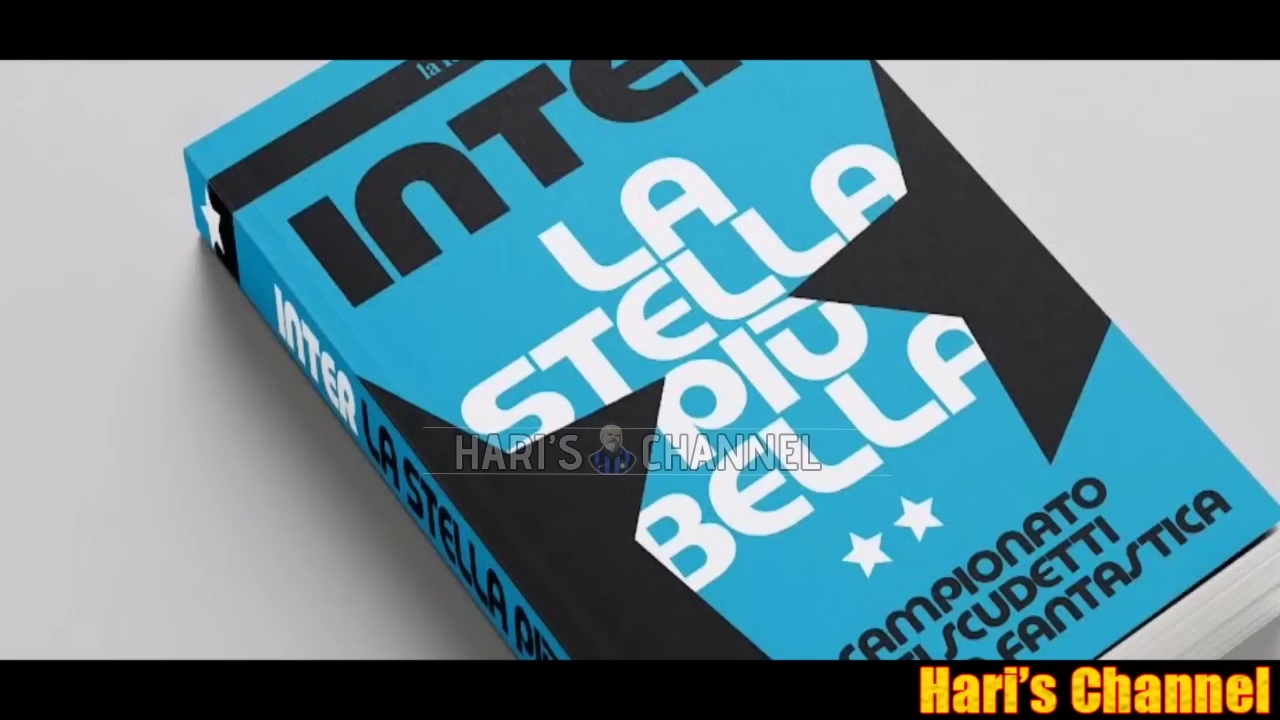 INTER
LA
STELLA
PIÙ
BELLA
CAMPIONATO
SCUDETTI
FANTASTICA
INTER LA STELLA
HARI'S CHANNEL
Hari's Channel